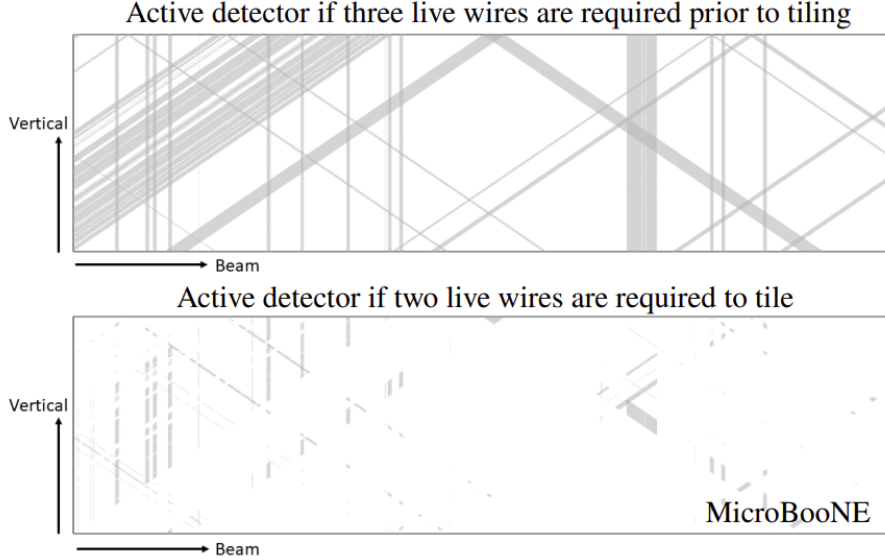 Active detector if three live wires are required prior to tiling
Vertical
Beam
Active detector if two live wires are required to tile
Vertical
MicroBooNE
Beam